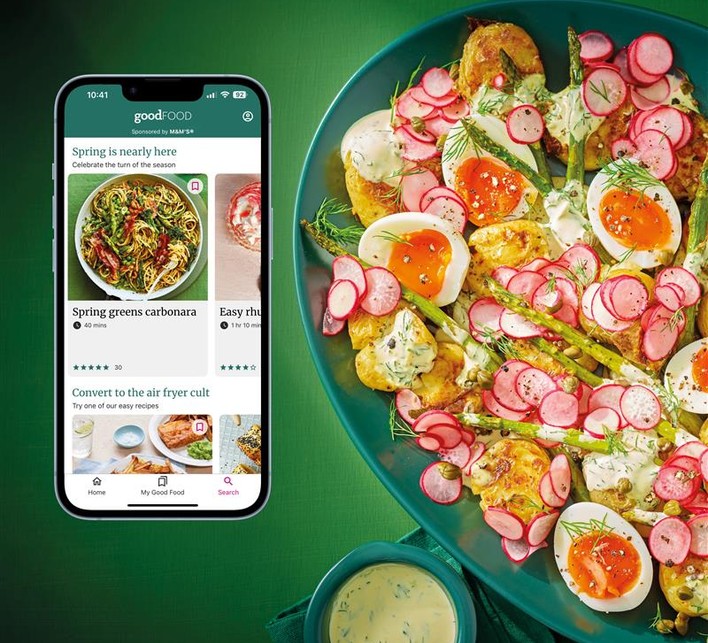 10:41
92
goodFOOD
Sponsored by M&M'S®
Spring is nearly here
Celebrate the turn of the season
Spring greens carbonara
Easy rhu
40 mins
1 hr 10 min
30
Convert to the air fryer cult
Try one of our easy recipes
Home
My Good Food
Search